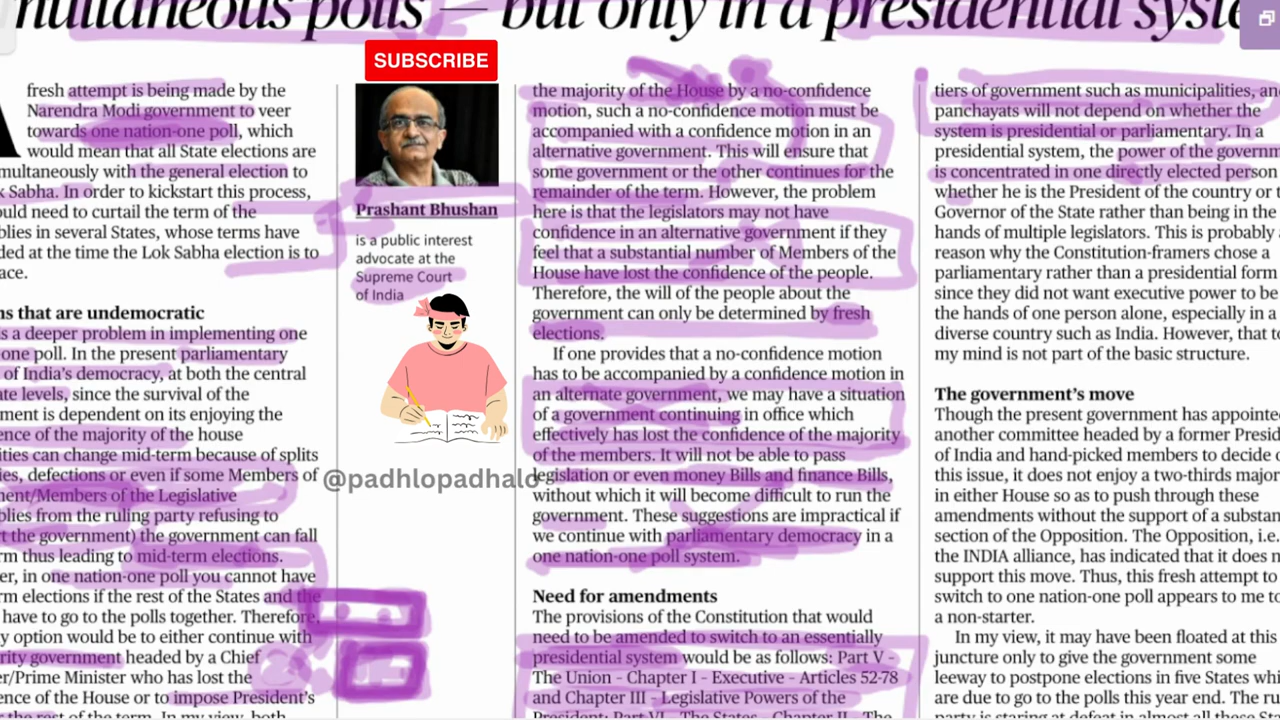 nultaneous polls — but only in a presidential syste
SUBSCRIBE
fresh attempt is being made by the
Narendra Modi government to veer
towards one nation-one poll, which
would mean that all State elections are
multaneously with the general election to
k Sabha. In order to kickstart this process,
ould need to curtail the term of the
blies in several States, whose terms have
ded at the time the Lok Sabha election is to
ace.
ns that are undemocratic
s a deeper problem in implementing one
one poll. In the present parliamentary
of India's democracy, at both the central
ate levels, since the survival of the
ment is dependent on its enjoying the
ence of the majority of the house
ities can change mid-term because of splits
ies, defections or even if some Members of
ment/Members of the Legislative
blies from the ruling party refusing to
rt the government) the government can fall
rm thus leading to mid-term elections.
er, in one nation-one poll you cannot have
rm elections if the rest of the States and the
have to go to the polls together. Therefore,
y option would be to either continue with
rity government headed by a Chief
er/Prime Minister who has lost the
ence of the House or to impose President's
the rest of the term. In my view, both
Prashant Bhushan
is a public interest
advocate at the
Supreme Court
of India
@padhlopadhalo
the majority of the House by a no-confidence
motion, such a no-confidence motion must be
accompanied with a confidence motion in an
alternative government. This will ensure that
some government or the other continues for the
remainder of the term. However, the problem
here is that the legislators may not have
confidence in an alternative government if they
feel that a substantial number of Members of the
House have lost the confidence of the people.
Therefore, the will of the people about the
government can only be determined by fresh
elections.
If one provides that a no-confidence motion
has to be accompanied by a confidence motion in
an alternate government, we may have a situation
of a government continuing in office which
effectively has lost the confidence of the majority
of the members. It will not be able to pass
legislation or even money Bills and finance Bills,
without which it will become difficult to run the
government. These suggestions are impractical if
we continue with parliamentary democracy in a
one nation-one poll system.
Need for amendments
The provisions of the Constitution that would
need to be amended to switch to an essentially
presidential system would be as follows: Part V –
The Union – Chapter I – Executive – Articles 52-78
and Chapter III – Legislative Powers of the
President; Part VI – The States – Chapter II – The
tiers of government such as municipalities, and
panchayats will not depend on whether the
system is presidential or parliamentary. In a
presidential system, the power of the governm
is concentrated in one directly elected person
whether he is the President of the country or t
Governor of the State rather than being in the
hands of multiple legislators. This is probably a
reason why the Constitution-framers chose a
parliamentary rather than a presidential form
since they did not want executive power to be
the hands of one person alone, especially in a
diverse country such as India. However, that to
my mind is not part of the basic structure.
The government's move
Though the present government has appointe
another committee headed by a former Presid
of India and hand-picked members to decide o
this issue, it does not enjoy a two-thirds major
in either House so as to push through these
amendments without the support of a substan
section of the Opposition. The Opposition, i.e.
the INDIA alliance, has indicated that it does n
support this move. Thus, this fresh attempt to
switch to one nation-one poll appears to me to
a non-starter.
In my view, it may have been floated at this
juncture only to give the government some
leeway to postpone elections in five States whi
are due to go to the polls this year end. The ru
party is staring at defeat in almost all these Sta